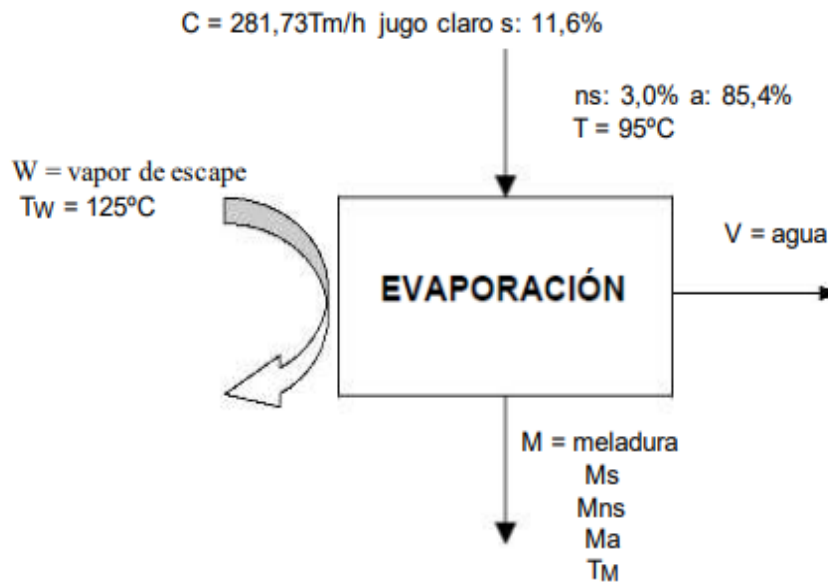 C = 281,73Tm/h jugo claro s: 11,6%
ns: 3,0% a: 85,4%
T = 95ºC
W = vapor de escape
TW = 125ºC
V = agua
EVAPORACIÓN
M = meladura
Ms
Mns
Ma
TM